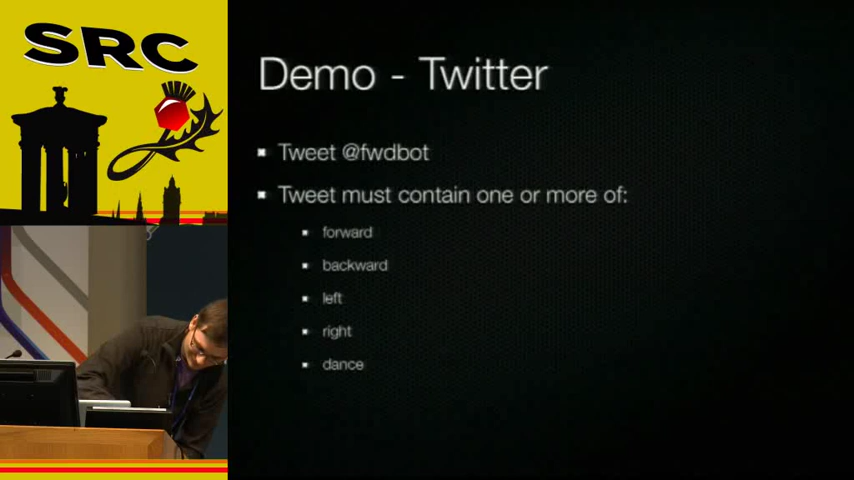 SRC
Demo - Twitter
Tweet @fwdbot
Tweet must contain one or more of:
forward
backward
left
right
dance